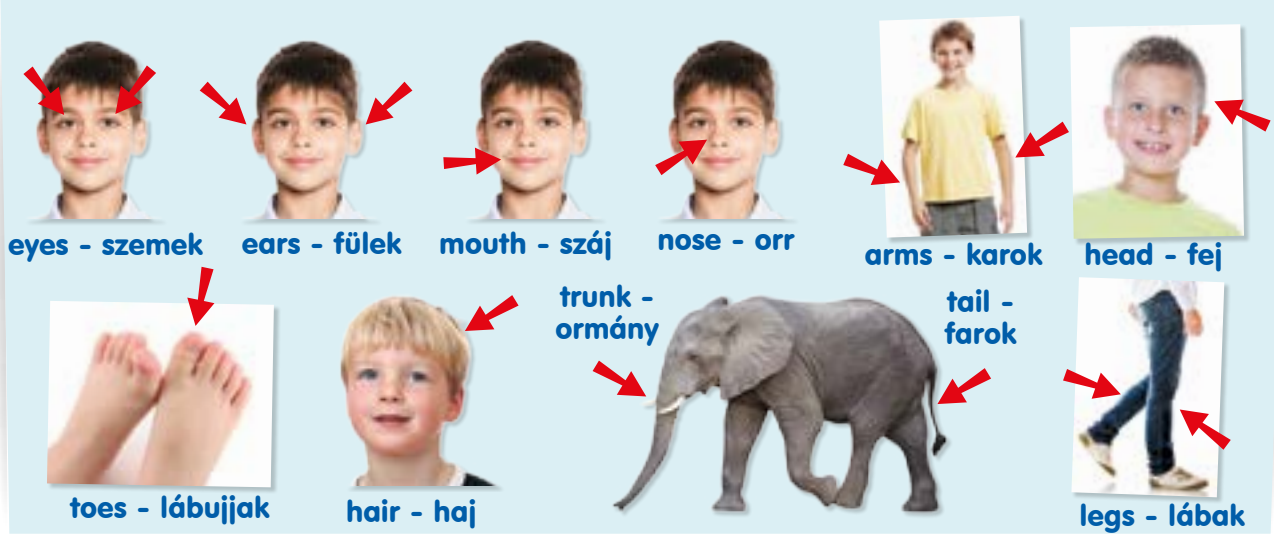 eyes - szemek
ears - fülek
mouth - száj
nose - orr
arms - karok
head - fej
toes - lábujjak
hair - haj
trunk -
ormány
tail -
farok
legs - lábak